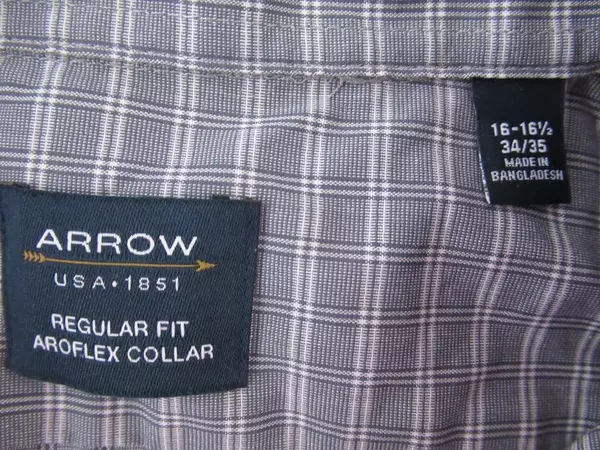 16-16½
34/35
MADE IN
BANGLADESH
ARROW
USA•1851
REGULAR FIT
AROFLEX COLLAR